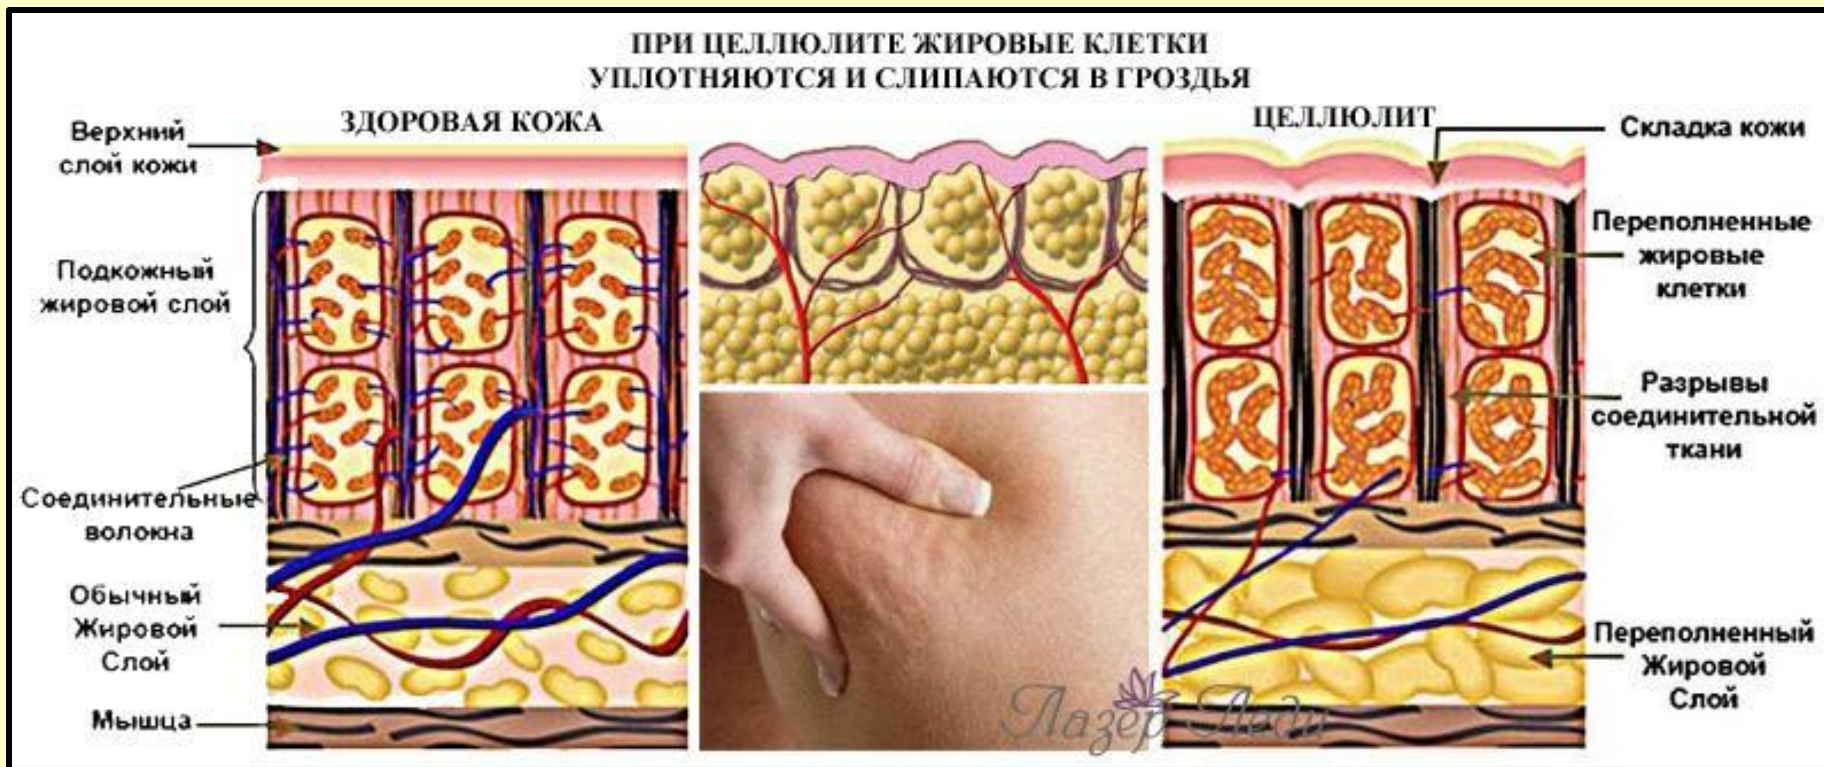 ПРИ ЦЕЛЛЮЛИТЕ ЖИРОВЫЕ КЛЕТКИ
УПЛОТНЯЮТСЯ И СЛИПАЮТСЯ В ГРОЗДЬЯ
ЗДОРОВАЯ КОЖА
Верхний
слой кожи
Подкожный
жировой слой
Соединительные
волокна
Обычный
Жировой
Слой
Мышца
ЦЕЛЛЮЛИТ
Складка кожи
Переполненные
жировые
клетки
Разрывы
соединительной
ткани
Переполненный
Жировой
Слой
Лазер Леди